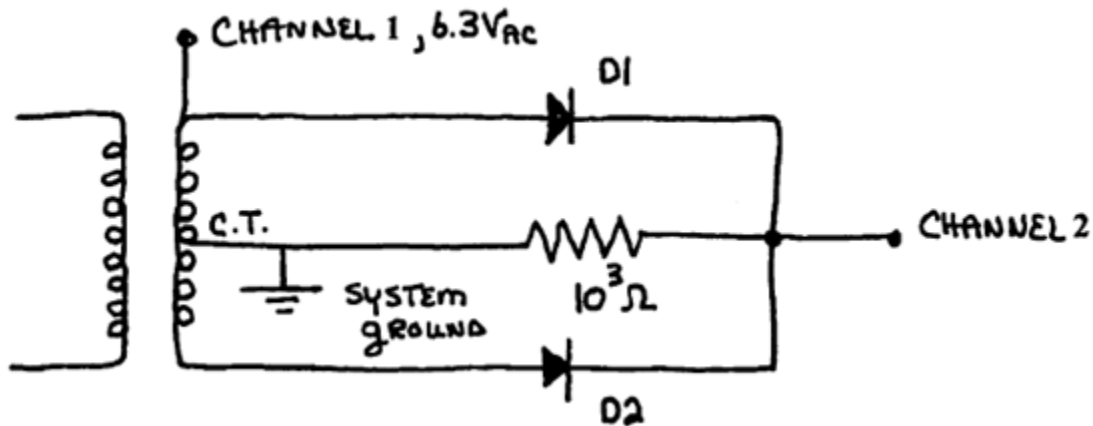 CHANNEL 1, 6.3VAC
D1
C.T.
CHANNEL 2
SYSTEM
GROUND
10³Ω
D2